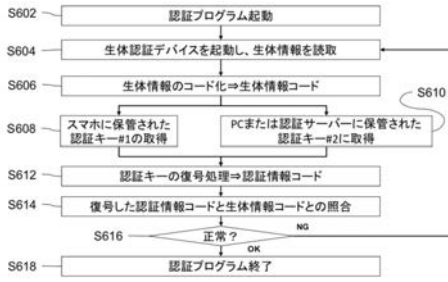 S602
認証プログラム起動
S604
生体認証デバイスを起動し、生体情報を読取
S606
生体情報のコード化⇒生体情報コード
S610
S608
スマホに保管された
認証キー#1の取得
PCまたは認証サーバーに保管された
認証キー#2に取得
S612
認証キーの復号処理⇒認証情報コード
S614
復号した認証情報コードと生体情報コードとの照合
S616
正常？
NG
OK
S618
認証プログラム終了